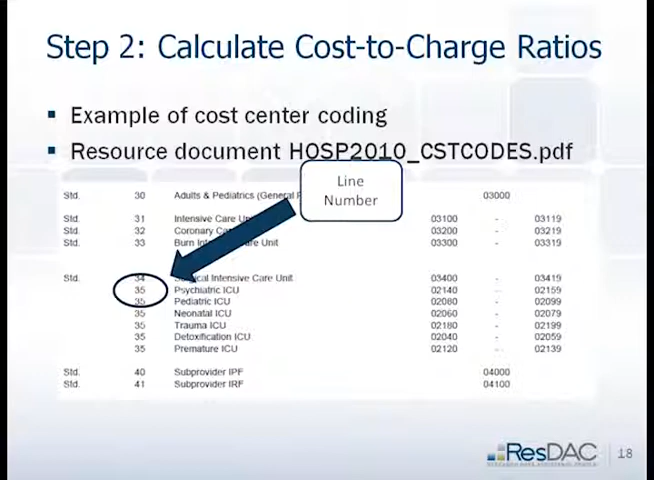 Step 2: Calculate Cost-to-Charge Ratios
Example of cost center coding
Resource document HOSP2010_CSTCODES.pdf
Line
Number
Std. 30 Adults & Pediatrics (General 03000
Std. 31 Intensive Care 03100 - 03119
Std. 32 Coronary 03200 - 03219
Std. 33 Burn Unit 03300 - 03319
Std. 34 Intensive Care Unit 03400 - 03419
35 Psychiatric ICU 02140 - 02159
35 Pediatric ICU 02080 - 02099
35 Neonatal ICU 02060 - 02079
35 Trauma ICU 02180 - 02199
35 Detoxification ICU 02040 - 02059
35 Premature ICU 02120 - 02139
Std. 40 Subprovider IPF 04000
Std. 41 Subprovider IRF 04100
ResDAC 18